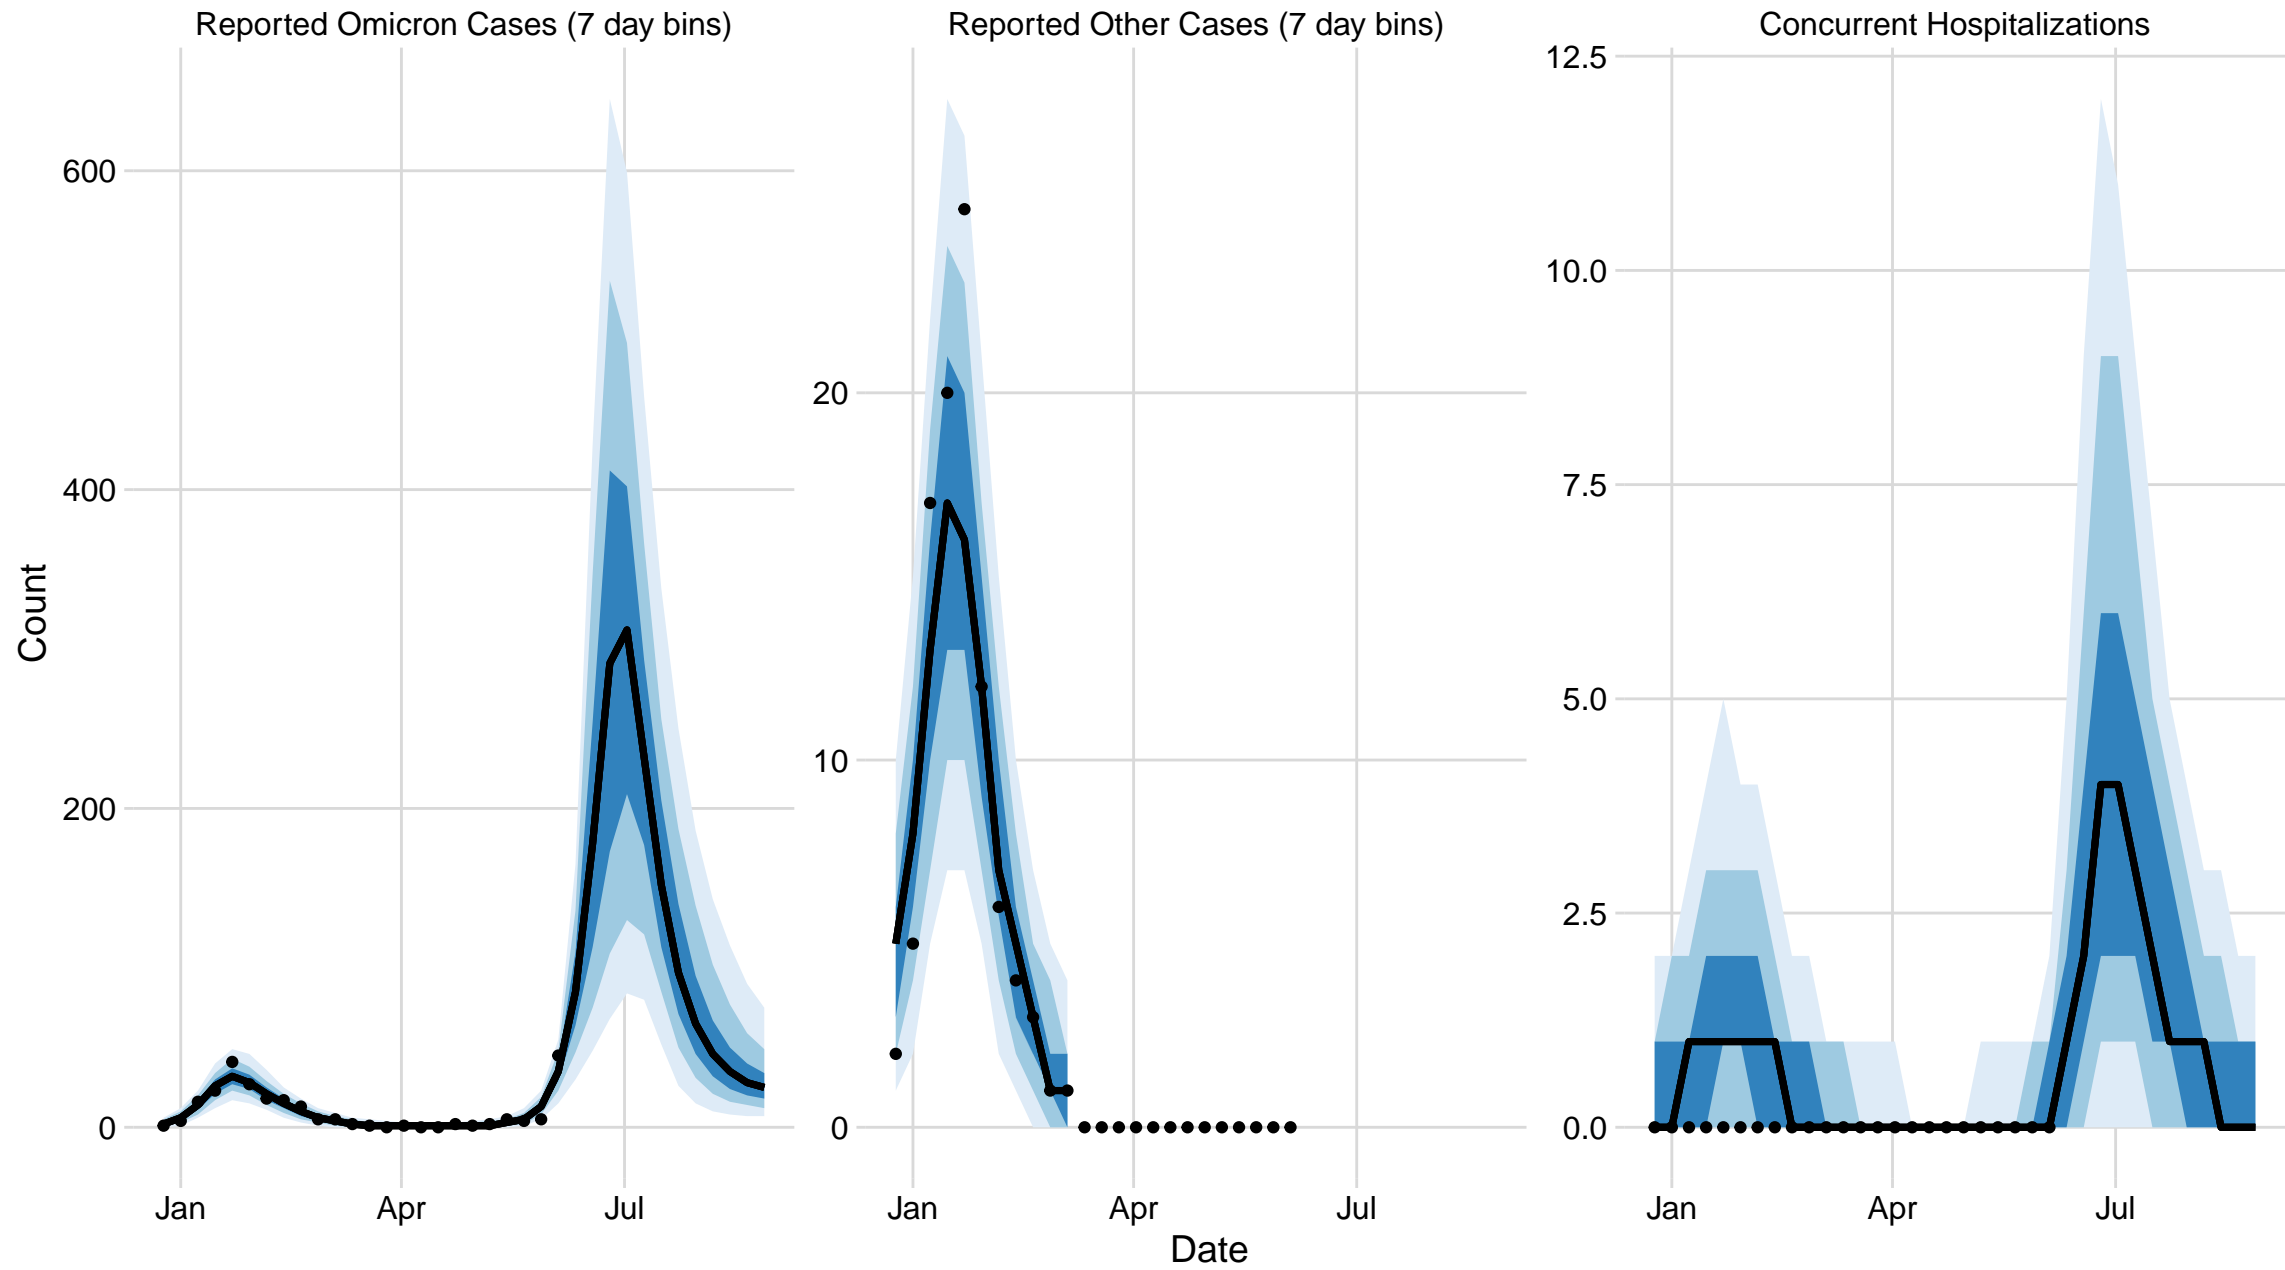 Reported Omicron Cases (7 day bins)
Reported Other Cases (7 day bins)
Concurrent Hospitalizations
Count
600
400
200
0
20
10
0
12.5
10.0
7.5
5.0
2.5
0.0
Jan Apr Jul
Jan Apr Jul
Jan Apr Jul
Date